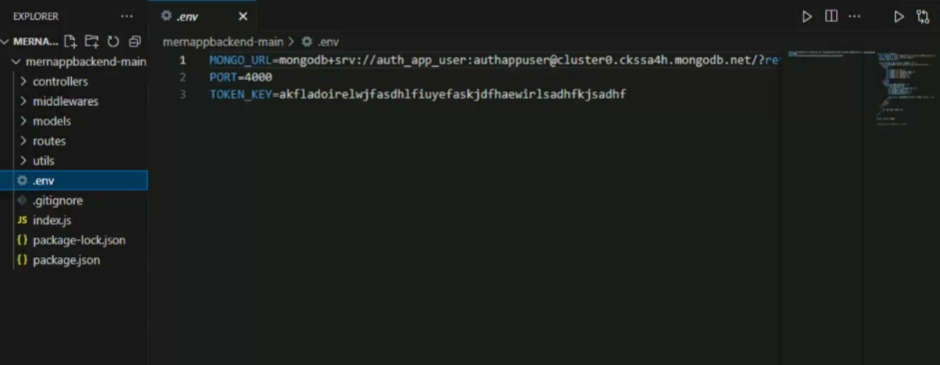 EXPLORER
.env
MERNA...
mernappbackend-main > .env
mernappbackend-main
controllers
middlewares
models
routes
utils
.env
.gitignore
JS index.js
{} package-lock.json
{} package.json
1 MONGO_URL=mongodb+srv://auth_app_user:authappuser@cluster0.ckssa4h.mongodb.net/?re
2 PORT=4000
3 TOKEN_KEY=akfladoirelwjfasdhlfiuyefaskjdfhaewirlsadhfkjsadhf